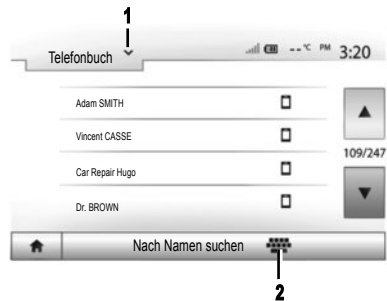 1
Telefonbuch
--°C PM 3:20
Adam SMITH
Vincent CASSE
Car Repair Hugo
Dr. BROWN
109/247
Nach Namen suchen
2